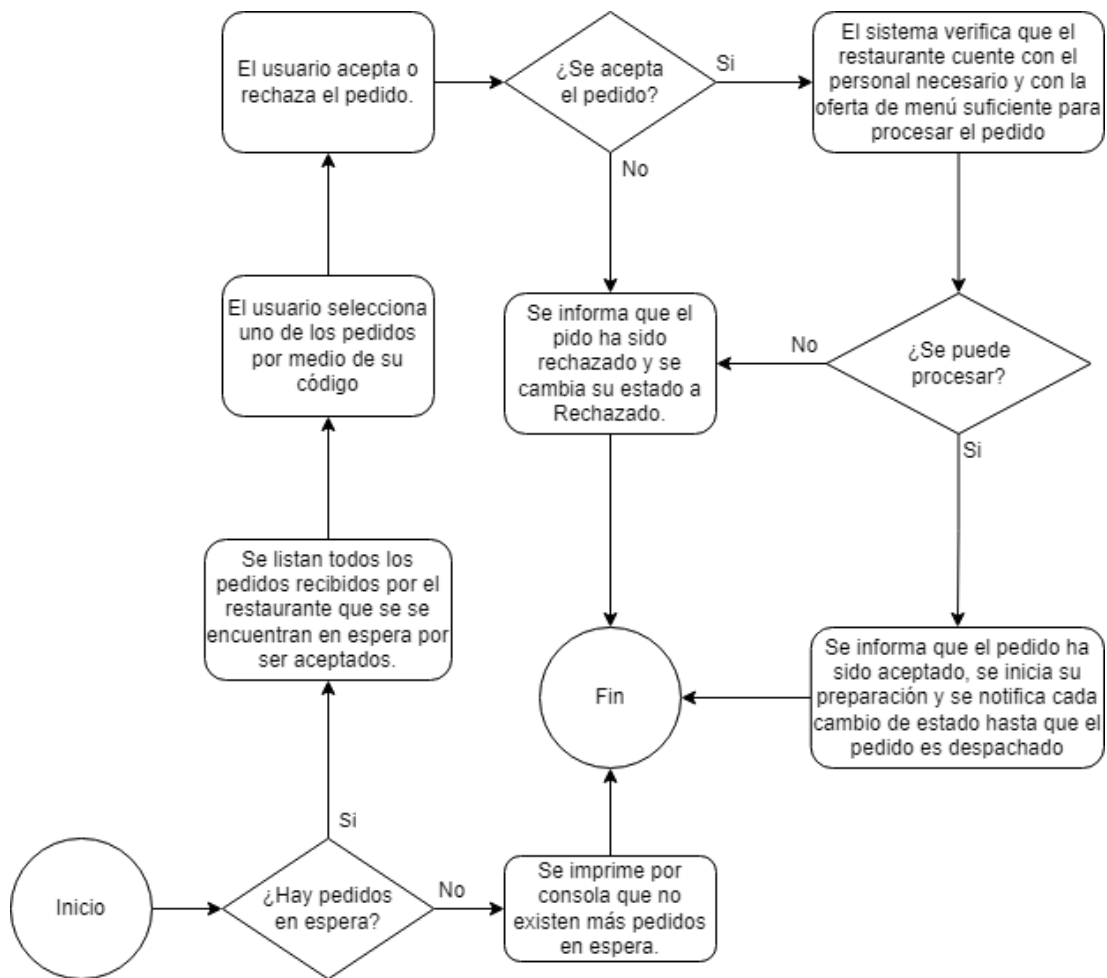 El usuario acepta o
rechaza el pedido.
¿Se acepta
el pedido?
Si
El sistema verifica que el
restaurante cuente con el
personal necesario y con la
oferta de menú suficiente para
procesar el pedido
No
El usuario selecciona
uno de los pedidos
por medio de su
código
Se informa que el
pido ha sido
rechazado y se
cambia su estado a
Rechazado.
No
¿Se puede
procesar?
Si
Se listan todos los
pedidos recibidos por el
restaurante que se se
encuentran en espera por
ser aceptados.
Fin
Se informa que el pedido ha
sido aceptado, se inicia su
preparación y se notifica cada
cambio de estado hasta que el
pedido es despachado
Si
Inicio
¿Hay pedidos
en espera?
No
Se imprime por
consola que no
existen más pedidos
en espera.